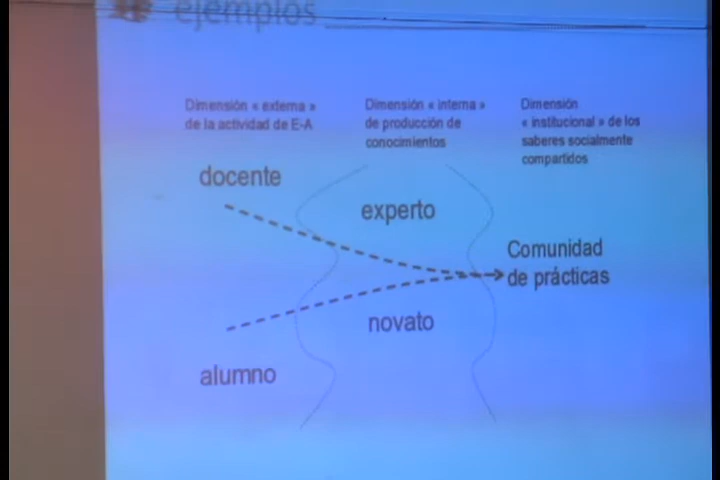 ejemplos
Dimensión « externa »
de la actividad de E-A
Dimensión « interna »
de producción de
conocimientos
Dimensión
« institucional » de los
saberes socialmente
compartidos
docente
experto
Comunidad
de prácticas
novato
alumno